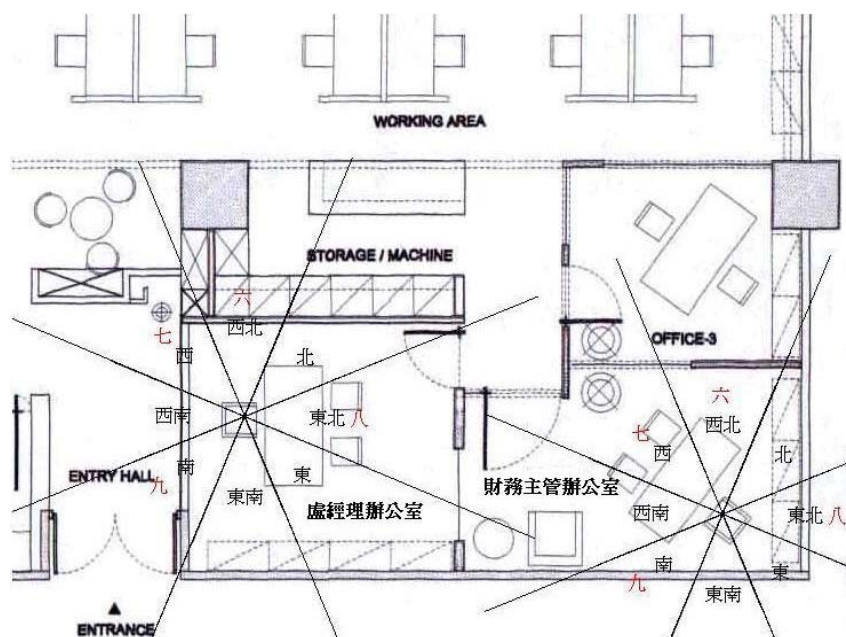 WORKING AREA
STORAGE / MACHINE
六
西北
七
西
北
OFFICE-3
六
西南
東北 八
七
西北
西
北
ENTRY HALL
九
南
東
東南
盧經理辦公室
財務主管辦公室
西南
東北 八
南
九
東
東南
ENTRANCE